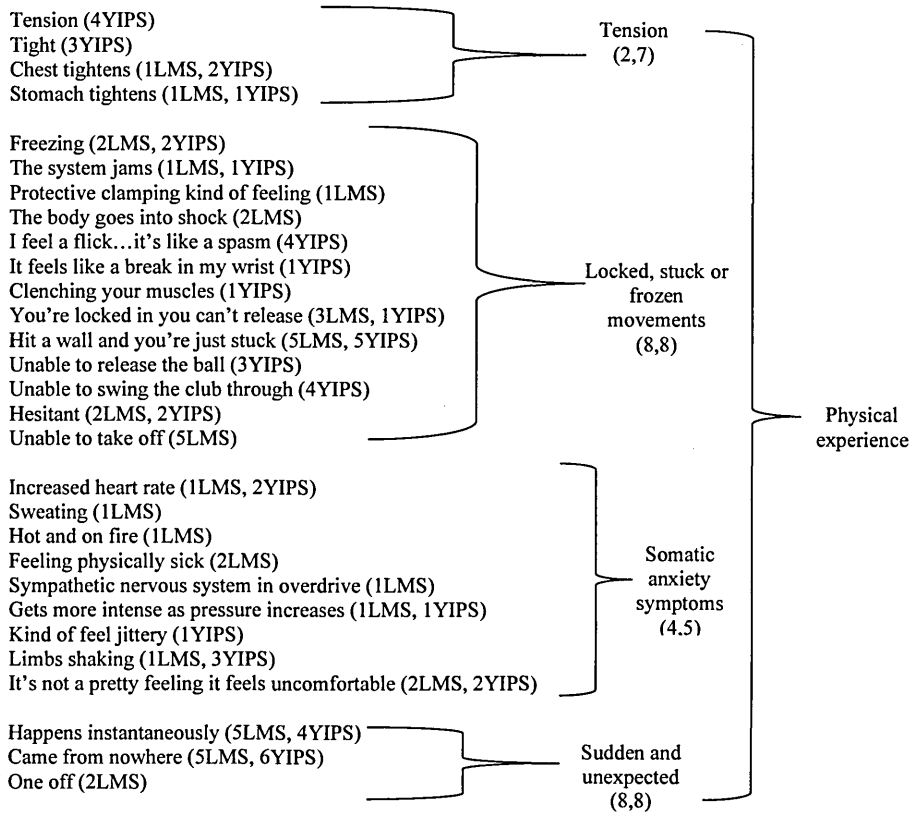 Tension (4YIPS)
Tight (3YIPS)
Chest tightens (1LMS, 2YIPS)
Stomach tightens (1LMS, 1YIPS)
Tension
(2,7)
Freezing (2LMS, 2YIPS)
The system jams (1LMS, 1YIPS)
Protective clamping kind of feeling (1LMS)
The body goes into shock (2LMS)
I feel a flick…it's like a spasm (4YIPS)
It feels like a break in my wrist (1YIPS)
Clenching your muscles (1YIPS)
You're locked in you can't release (3LMS, 1YIPS)
Hit a wall and you're just stuck (5LMS, 5YIPS)
Unable to release the ball (3YIPS)
Unable to swing the club through (4YIPS)
Hesitant (2LMS, 2YIPS)
Unable to take off (5LMS)
Locked, stuck or
frozen
movements
(8,8)
Increased heart rate (1LMS, 2YIPS)
Sweating (1LMS)
Hot and on fire (1LMS)
Feeling physically sick (2LMS)
Sympathetic nervous system in overdrive (1LMS)
Gets more intense as pressure increases (1LMS, 1YIPS)
Kind of feel jittery (1YIPS)
Limbs shaking (1LMS, 3YIPS)
It's not a pretty feeling it feels uncomfortable (2LMS, 2YIPS)
Somatic
anxiety
symptoms
(4,5)
Happens instantaneously (5LMS, 4YIPS)
Came from nowhere (5LMS, 6YIPS)
One off (2LMS)
Sudden and
unexpected
(8,8)
Physical
experience